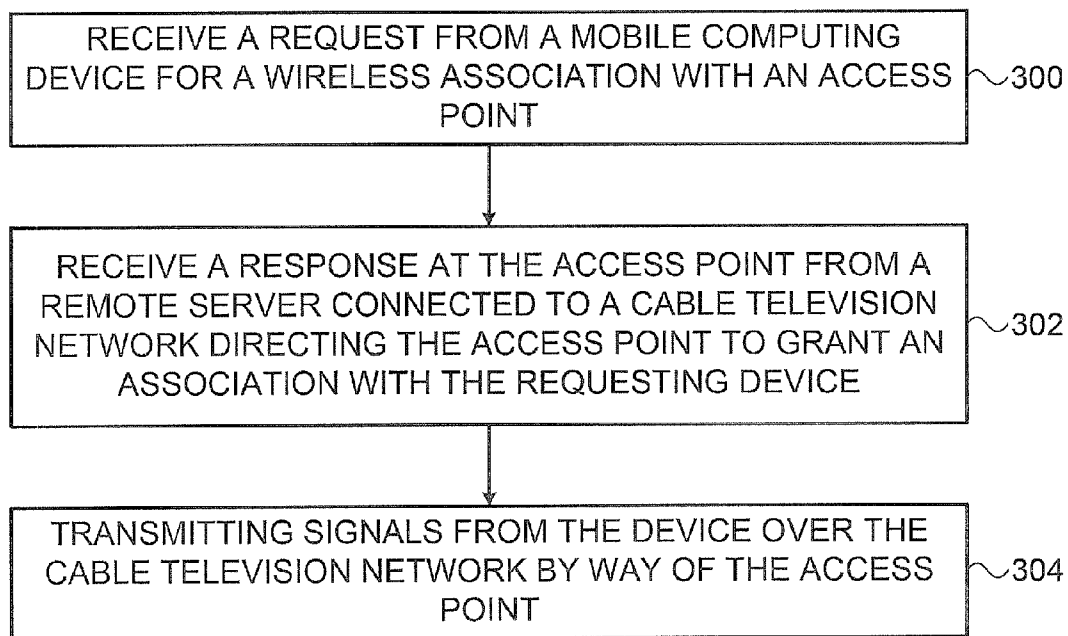 RECEIVE A REQUEST FROM A MOBILE COMPUTING
DEVICE FOR A WIRELESS ASSOCIATION WITH AN ACCESS
POINT
300
RECEIVE A RESPONSE AT THE ACCESS POINT FROM A
REMOTE SERVER CONNECTED TO A CABLE TELEVISION
NETWORK DIRECTING THE ACCESS POINT TO GRANT AN
ASSOCIATION WITH THE REQUESTING DEVICE
302
TRANSMITTING SIGNALS FROM THE DEVICE OVER THE
CABLE TELEVISION NETWORK BY WAY OF THE ACCESS
POINT
304